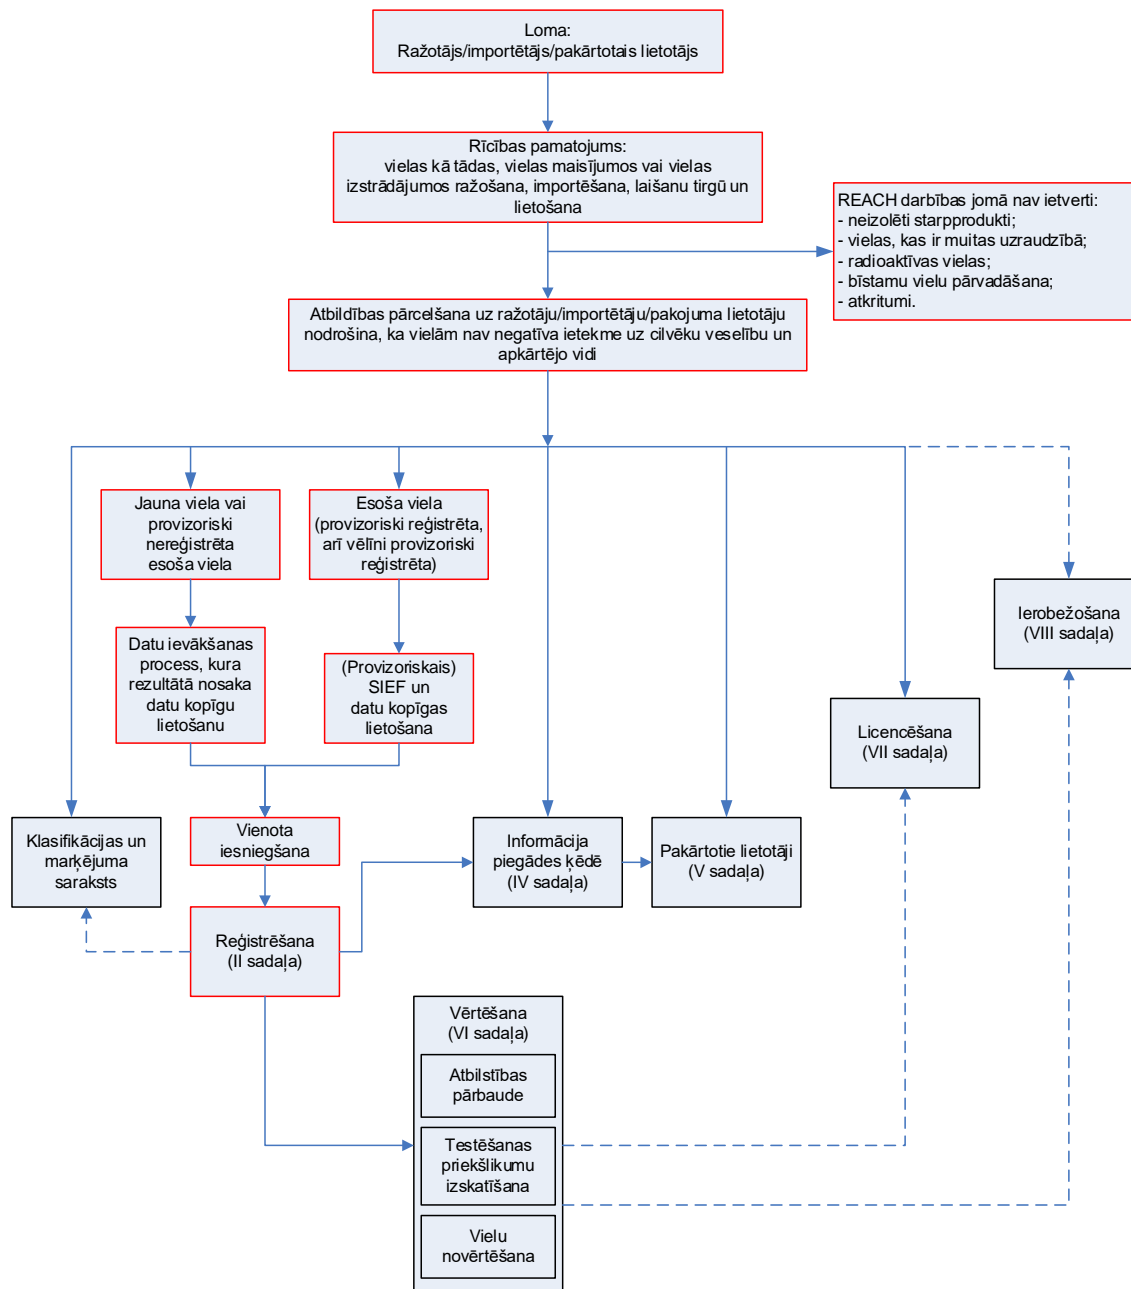 Loma:
Ražotājs/importētājs/pakārtotais lietotājs
Rīcības pamatojums:
vielas kā tādas, vielas maisījumos vai vielas
izstrādājumos ražošana, importēšana, laišanu tirgū un
lietošana
REACH darbības jomā nav ietverti:
- neizolēti starpprodukti;
- vielas, kas ir muitas uzraudzībā;
- radioaktīvas vielas;
- bīstamu vielu pārvadāšana;
- atkritumi.
Atbildības pārcelšana uz ražotāju/importētāju/pakojuma lietotāju
nodrošina, ka vielām nav negatīva ietekme uz cilvēku veselību un
apkārtējo vidi
Jauna viela vai
provizoriski
nereģistrēta
esoša viela
Esoša viela
(provizoriski reģistrēta,
arī vēlīni provizoriski
reģistrēta)
Ierobežošana
(VIII sadaļa)
Datu ievākšanas
process, kura
rezultātā nosaka
datu kopīgu
lietošanu
(Provizoriskais)
SIEF un
datu kopīgas
lietošana
Licencēšana
(VII sadaļa)
Klasifikācijas un
marķējuma
saraksts
Vienota
iesniegšana
Informācija
piegādes ķēdē
(IV sadaļa)
Pakārtotie lietotāji
(V sadaļa)
Reģistrēšana
(II sadaļa)
Vērtēšana
(VI sadaļa)
Atbilstības
pārbaude
Testēšanas
priekšlikumu
izskatīšana
Vielu
novērtēšana